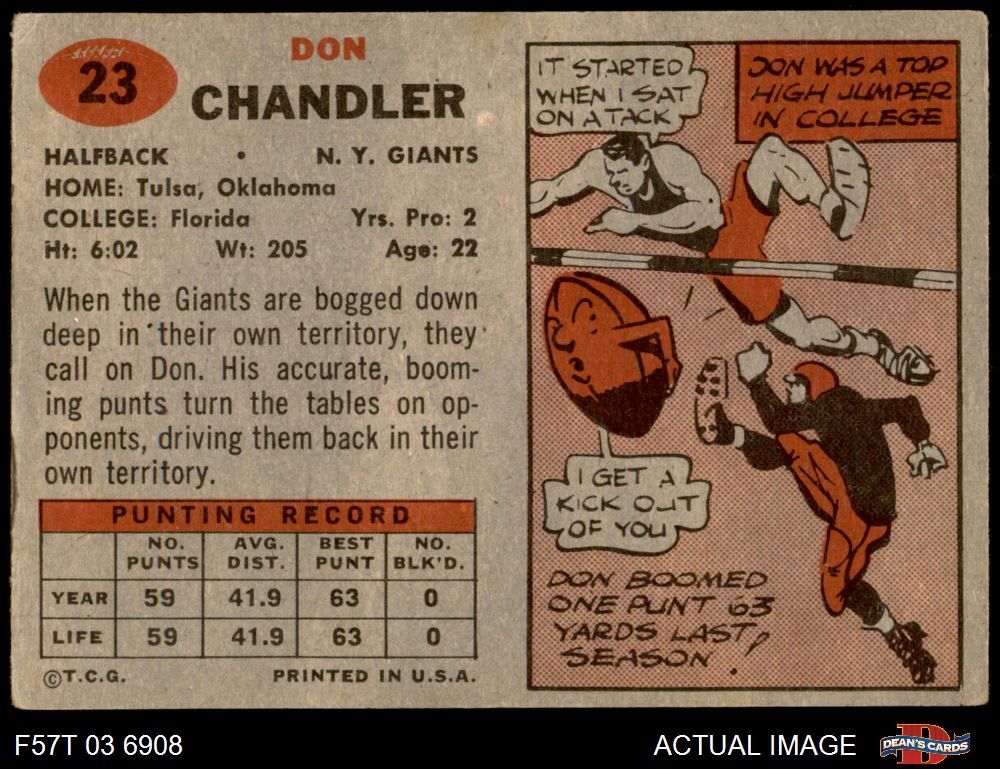 23
DON
CHANDLER
HALFBACK • N. Y. GIANTS
HOME: Tulsa, Oklahoma
COLLEGE: Florida Yrs. Pro: 2
Ht: 6:02 Wt: 205 Age: 22
When the Giants are bogged down
deep in their own territory, they
call on Don. His accurate, boom-
ing punts turn the tables on op-
ponents, driving them back in their
own territory.
PUNTING RECORD
NO. PUNTS AVG. DIST. BEST PUNT NO. BLK'D.
YEAR 59 41.9 63 0
LIFE 59 41.9 63 0
©T.C.G. PRINTED IN U.S.A.
IT STARTED
WHEN I SAT
ON A TACK
DON WAS A TOP
HIGH JUMPER
IN COLLEGE
I GET A
KICK OUT
OF YOU
DON BOOMED
ONE PUNT 63
YARDS LAST
SEASON.
F57T 03 6908
ACTUAL IMAGE
DEAN'S CARDS